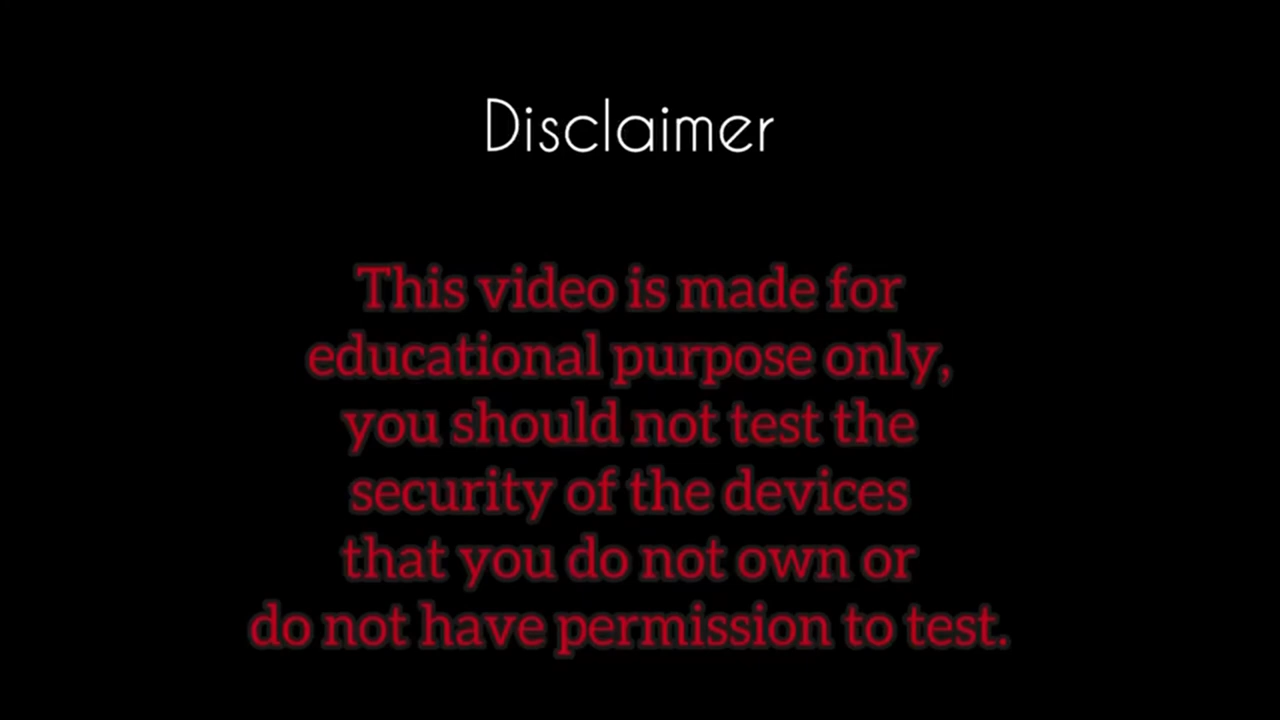 Disclaimer
This video is made for
educational purpose only,
you should not test the
security of the devices
that you do not own or
do not have permission to test.